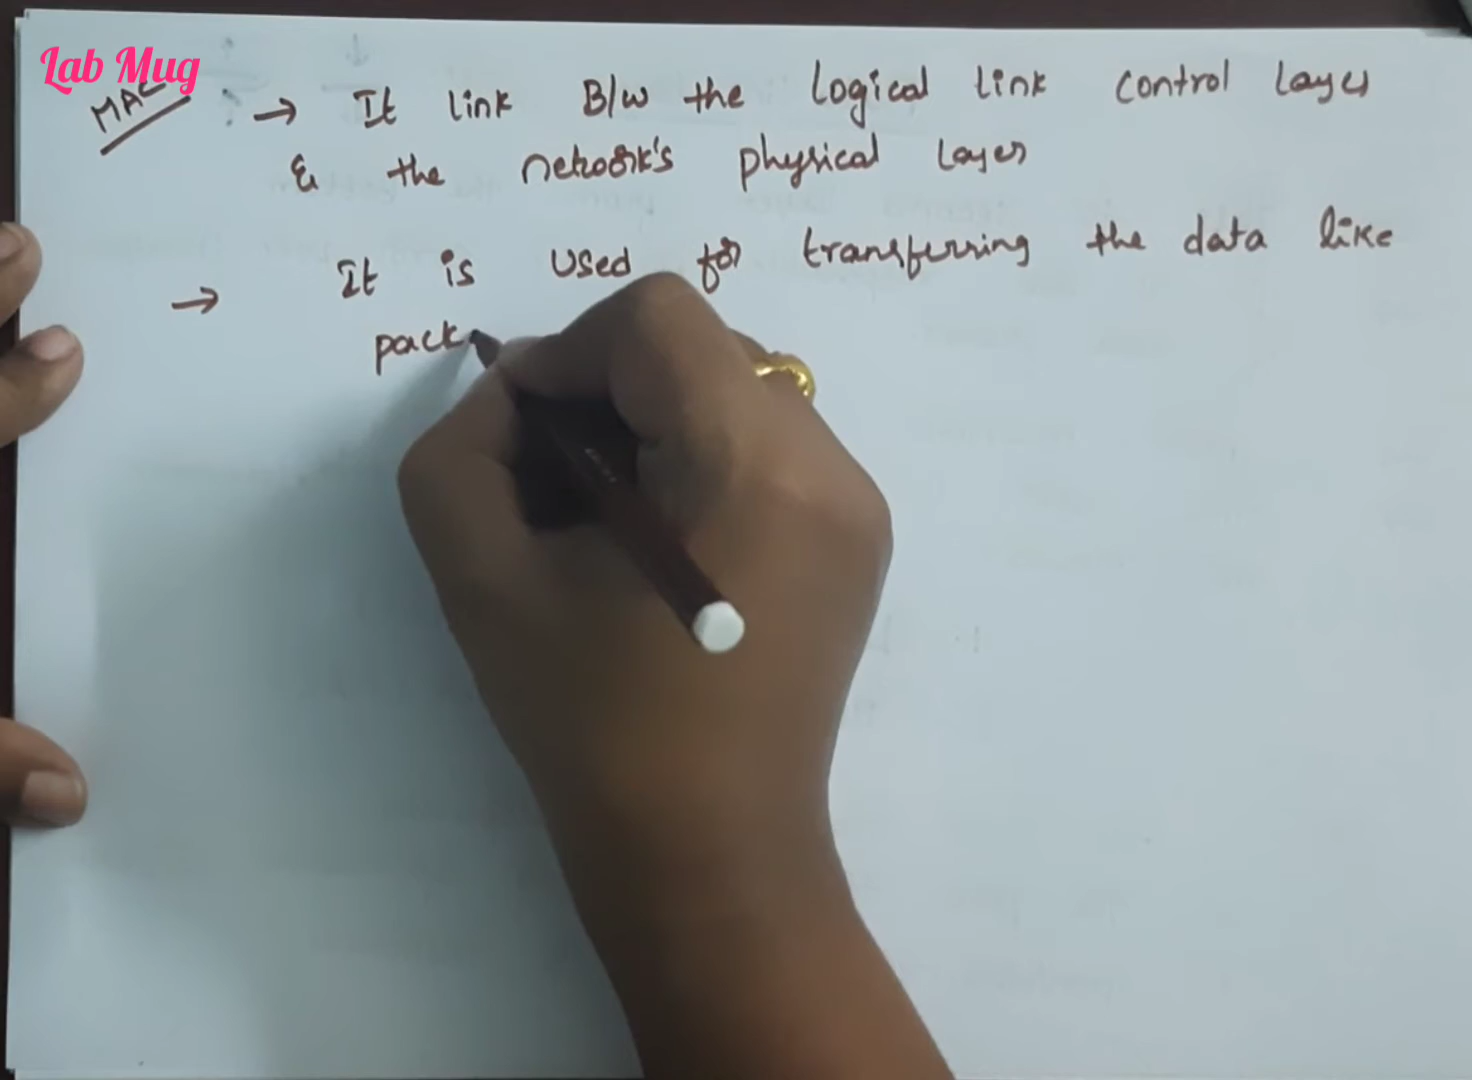 Lab Mug
MAC : → It link B/w the Logical link control Layer
& the network's physical Layer
→ It is used for transferring the data like
pack